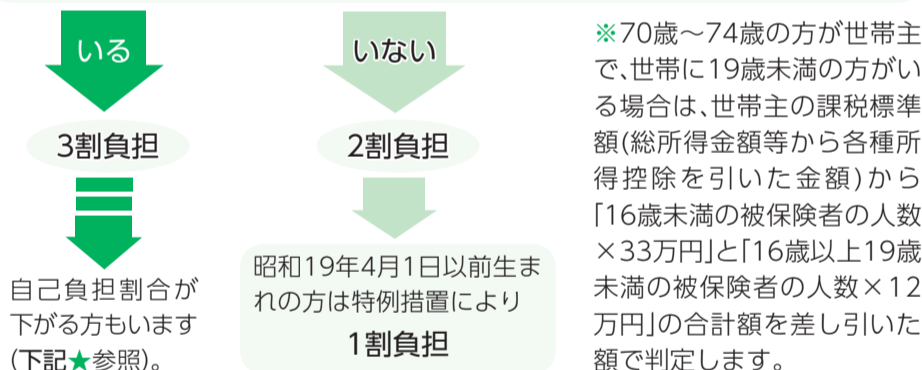 いる
3割負担
自己負担割合が
下がる方もいます
(下記★参照)。
いない
2割負担
昭和19年4月1日以前生ま
れの方は特例措置により
1割負担
※70歳～74歳の方が世帯主
で、世帯に19歳未満の方がい
る場合は、世帯主の課税標準
額(総所得金額等から各種所
得控除を引いた金額)から
「16歳未満の被保険者の人数
×33万円」と「16歳以上19歳
未満の被保険者の人数×12
万円」の合計額を差し引いた
額で判定します。